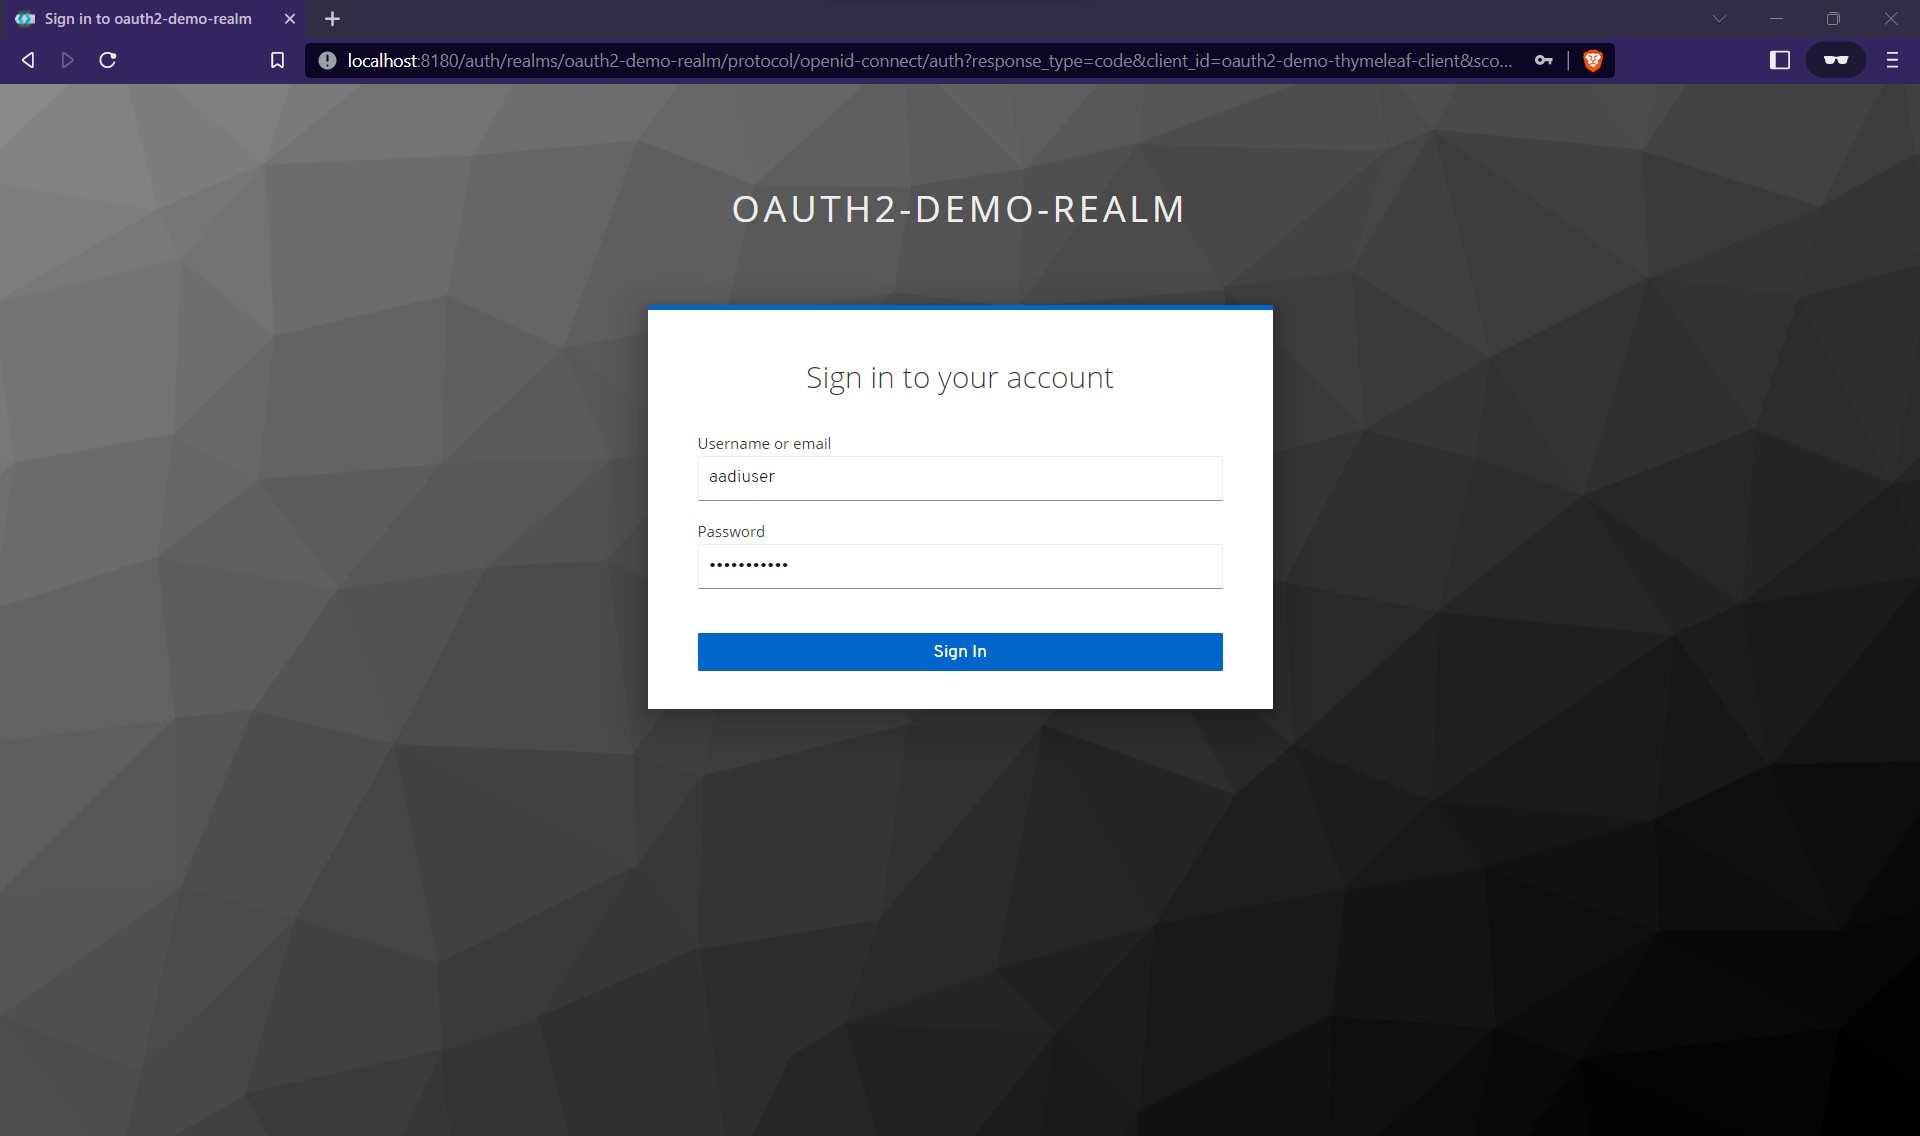 Sign in to oauth2-demo-realm
localhost:8180/auth/realms/oauth2-demo-realm/protocol/openid-connect/auth?response_type=code&client_id=oauth2-demo-thymeleaf-client&sco...
OAUTH2-DEMO-REALM
Sign in to your account
Username or email
aadiuser
Password
•••••••••••
Sign In